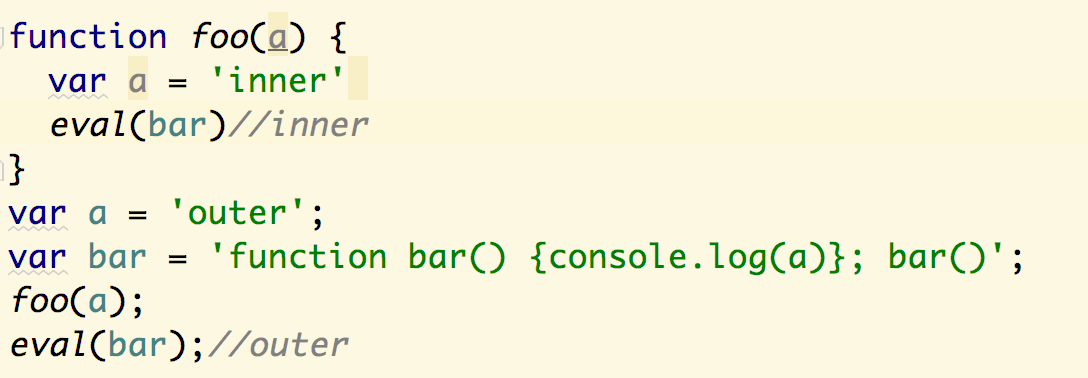 function foo(a) {
  var a = 'inner'
  eval(bar)//inner
}
var a = 'outer';
var bar = 'function bar() {console.log(a)}; bar()';
foo(a);
eval(bar);//outer